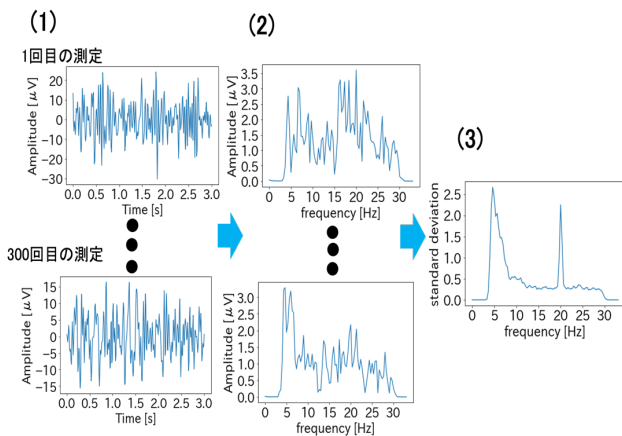 (1)
(2)
(3)
1回目の測定
Amplitude [μV]
20
10
0
-10
-20
-30
0.0 0.5 1.0 1.5 2.0 2.5 3.0
Time [s]
300回目の測定
Amplitude [μV]
15
10
5
0
-5
-10
-15
0.0 0.5 1.0 1.5 2.0 2.5 3.0
Time [s]
Amplitude [μV]
3.5
3.0
2.5
2.0
1.5
1.0
0.5
0.0
0 5 10 15 20 25 30
frequency [Hz]
Amplitude [μV]
3.0
2.5
2.0
1.5
1.0
0.5
0.0
0 5 10 15 20 25 30
frequency [Hz]
standard deviation
2.5
2.0
1.5
1.0
0.5
0.0
0 5 10 15 20 25 30
frequency [Hz]